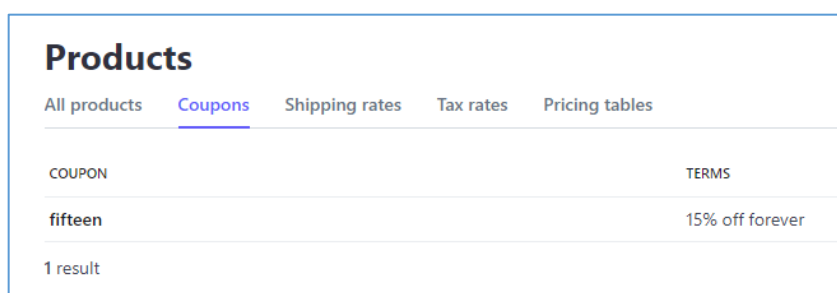 Products
All products Coupons Shipping rates Tax rates Pricing tables
COUPON TERMS
fifteen 15% off forever
1 result